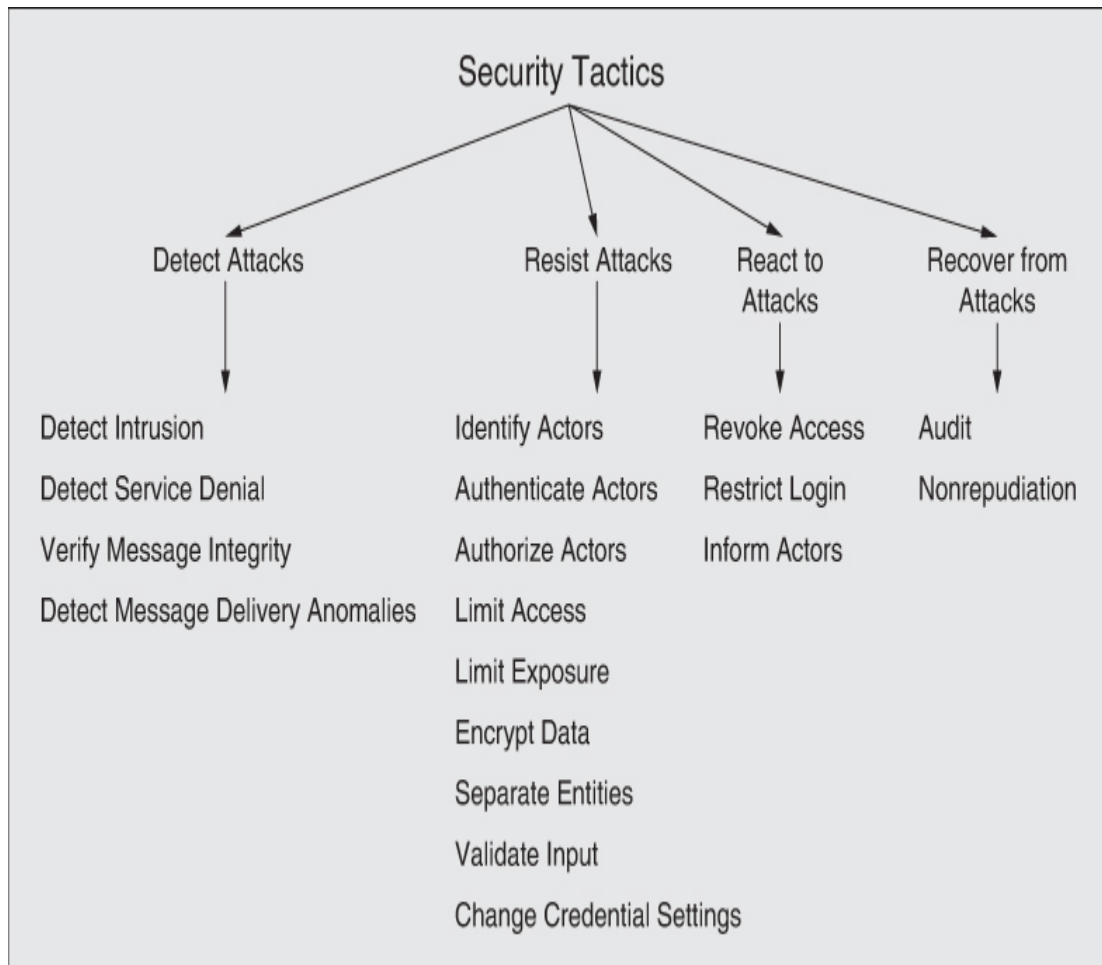 Security Tactics
Detect Attacks
Resist Attacks
React to
Attacks
Recover from
Attacks
Detect Intrusion
Detect Service Denial
Verify Message Integrity
Detect Message Delivery Anomalies
Identify Actors
Authenticate Actors
Authorize Actors
Limit Access
Limit Exposure
Encrypt Data
Separate Entities
Validate Input
Change Credential Settings
Revoke Access
Restrict Login
Inform Actors
Audit
Nonrepudiation